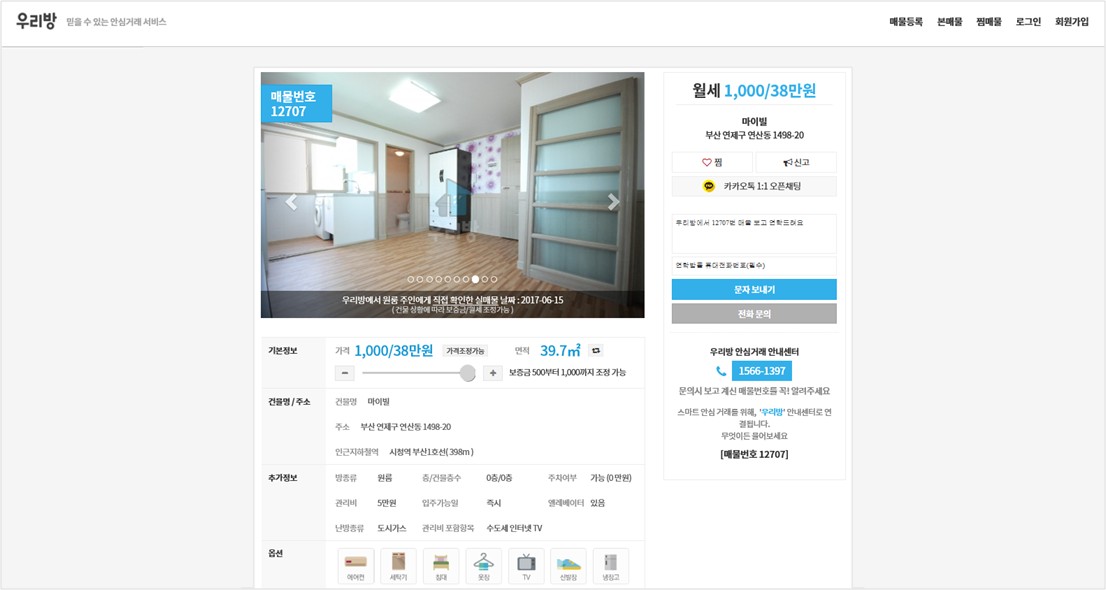 우리방 믿을 수 있는 안심거래 서비스
매물등록 본매물 찜매물 로그인 회원가입
매물번호
12707
우리방
우리방에서 원룸 주인에게 직접 확인한 실매물 날짜 : 2017-06-15
( 건물 상황에 따라 보증금/월세 조정가능 )
기본정보 가격 1,000/38만원 가격조정가능 면적 39.7㎡
- + 보증금 500부터 1,000까지 조정 가능
건물명 / 주소 건물명 마이빌
주소 부산 연제구 연산동 1498-20
인근지하철역 시청역 부산1호선( 398m )
추가정보 방종류 원룸 층/건물층수 0층/0층 주차여부 가능 (0 만원)
관리비 5만원 입주가능일 즉시 엘레베이터 있음
난방종류 도시가스 관리비 포함항목 수도세 인터넷 TV
옵션
에어컨 세탁기 침대 옷장 TV 신발장 냉장고
월세 1,000/38만원
마이빌
부산 연제구 연산동 1498-20
찜 신고
카카오톡 1:1 오픈채팅
우리방에서 12707번 매물 보고 연락드려요
연락받을 휴대전화번호(필수)
문자 보내기
전화 문의
우리방 안심거래 안내센터
1566-1397
문의시 보고 계신 매물번호를 꼭! 알려주세요
스마트 안심 거래를 위해, '우리방' 안내센터로 연
결됩니다.
무엇이든 물어보세요
[매물번호 12707]